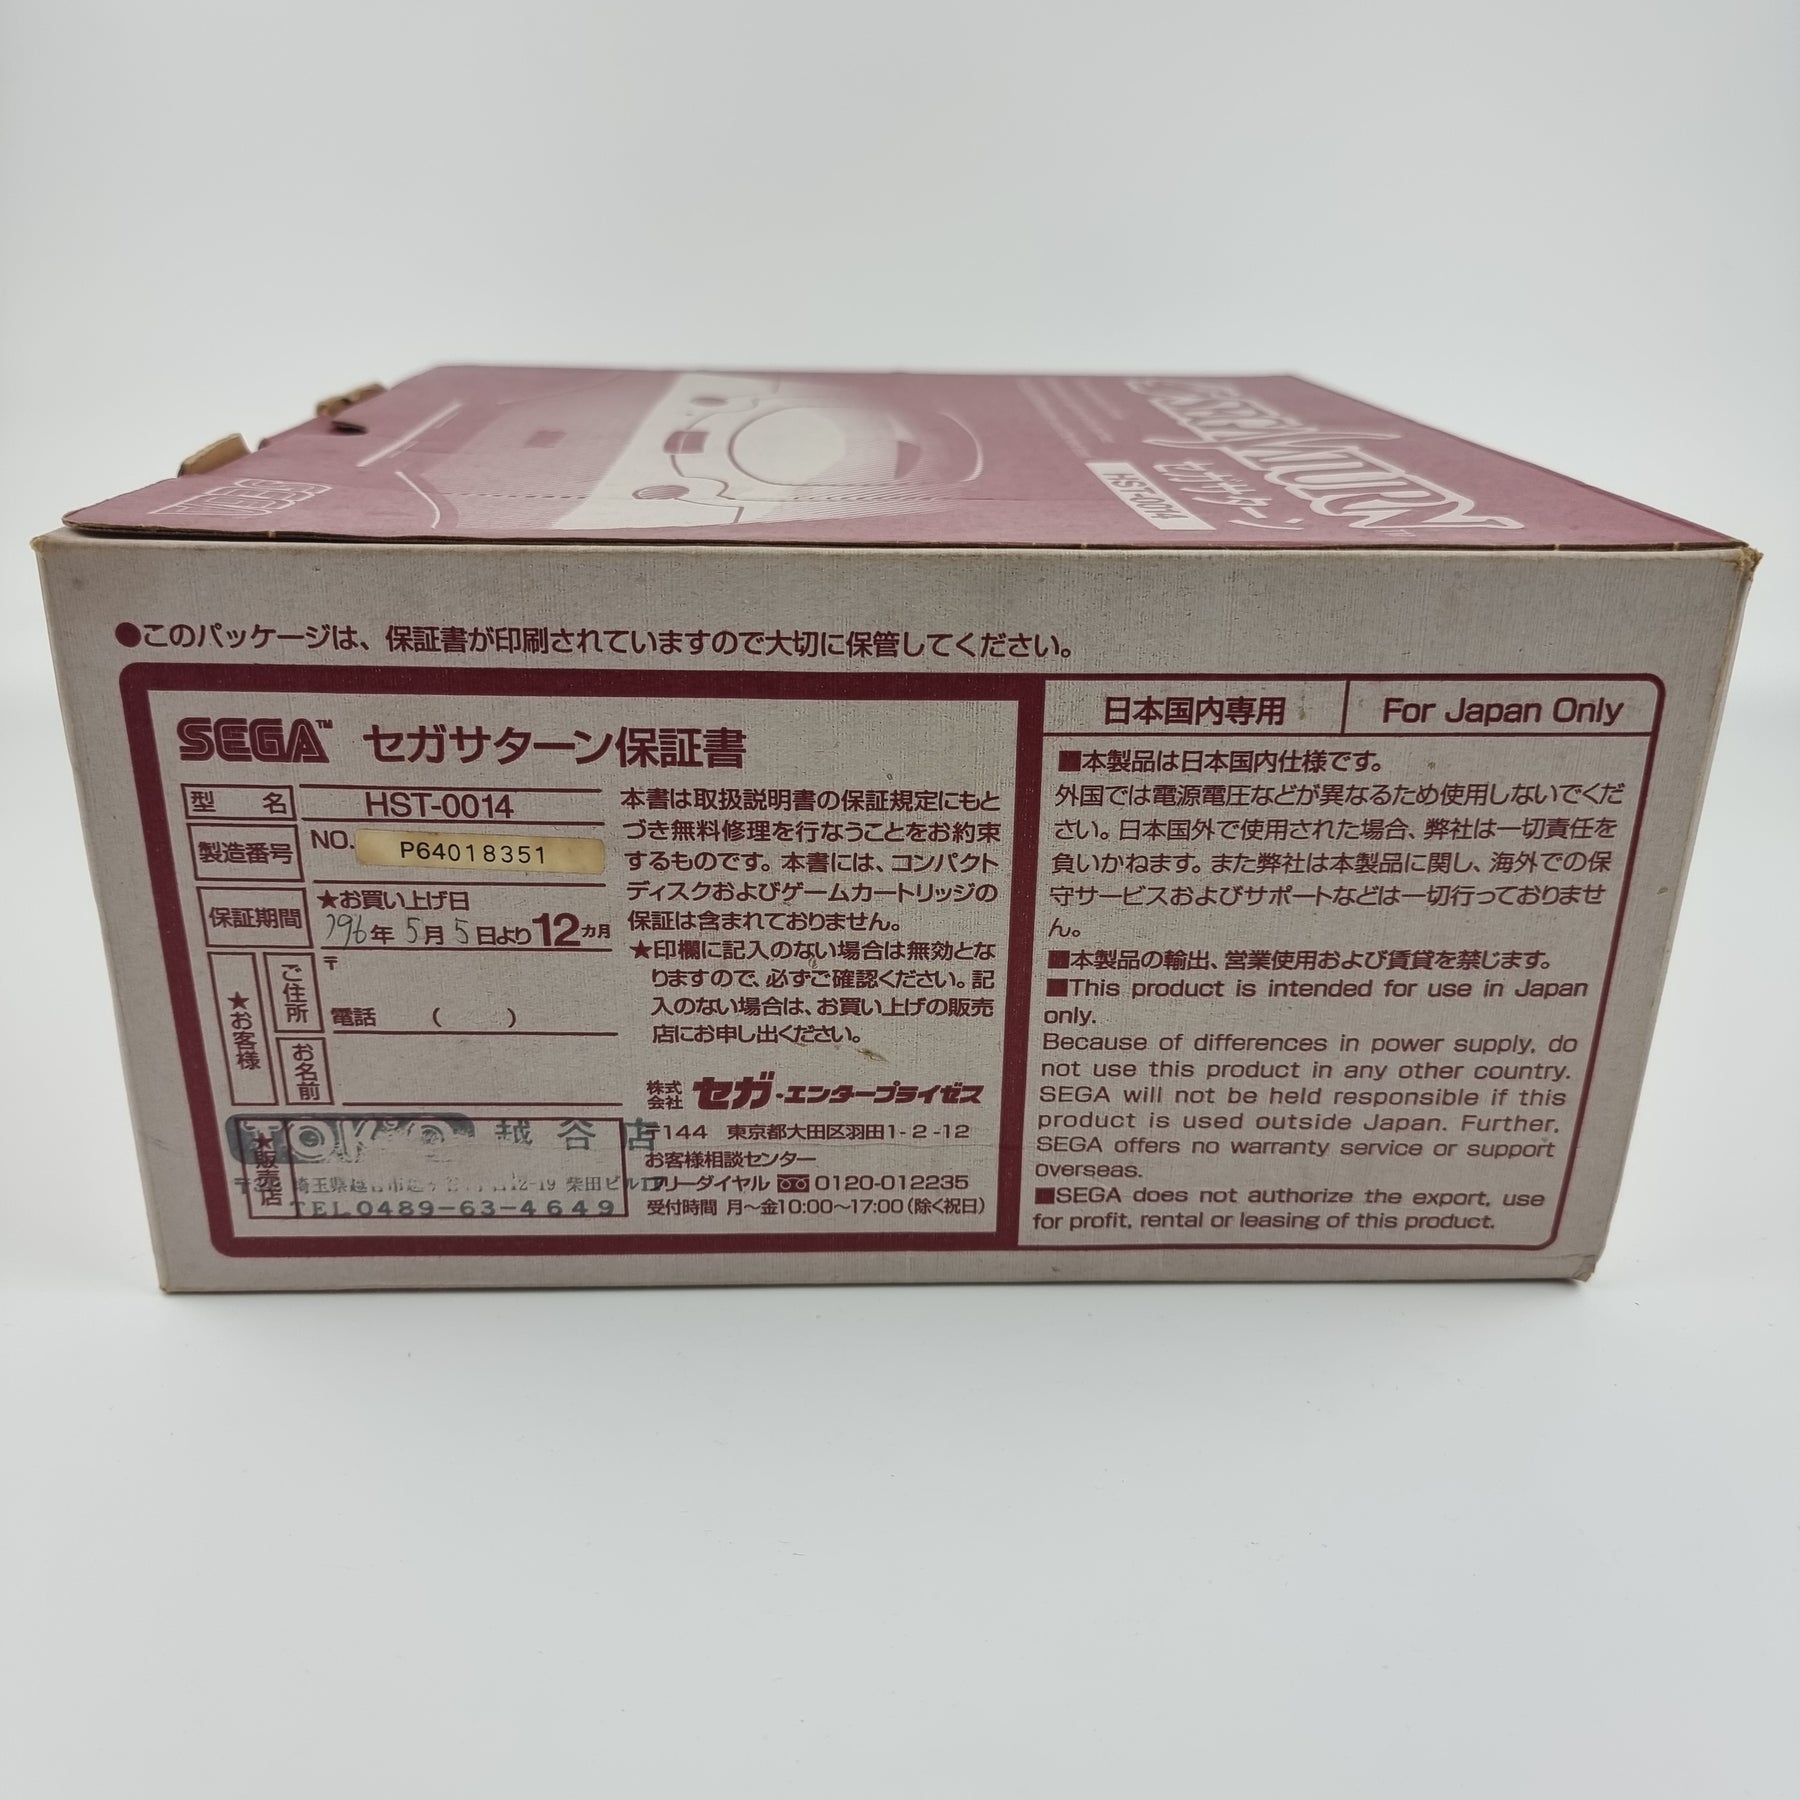 SEGA
SATURN™
セガサターン
HST-0014
●このパッケージは、保証書が印刷されていますので大切に保管してください。
SEGA™ セガサターン保証書
型名 HST-0014
製造番号 NO. P64018351
保証期間 ★お買い上げ日
'96年 5月 5日より 12カ月
★お客様
ご住所 〒
電話 ( )
お名前
★販売店
越谷店
12-19 柴田ビル1F
TEL.0489-63-4649
本書は取扱説明書の保証規定にもと
づき無料修理を行なうことをお約束
するものです。本書には、コンパクト
ディスクおよびゲームカートリッジの
保証は含まれておりません。
★印欄に記入のない場合は無効とな
りますので、必ずご確認ください。記
入のない場合は、お買い上げの販売
店にお申し出ください。
株式会社 セガ・エンタープライゼス
〒144 東京都大田区羽田1-2-12
お客様相談センター
フリーダイヤル 0120-012235
受付時間 月〜金10:00〜17:00(除く祝日)
日本国内専用 For Japan Only
■本製品は日本国内仕様です。
外国では電源電圧などが異なるため使用しないでくだ
さい。日本国外で使用された場合、弊社は一切責任を
負いかねます。また弊社は本製品に関し、海外での保
守サービスおよびサポートなどは一切行っておりませ
ん。
■本製品の輸出、営業使用および賃貸を禁じます。
■This product is intended for use in Japan
only.
Because of differences in power supply, do
not use this product in any other country.
SEGA will not be held responsible if this
product is used outside Japan. Further,
SEGA offers no warranty service or support
overseas.
■SEGA does not authorize the export, use
for profit, rental or leasing of this product.